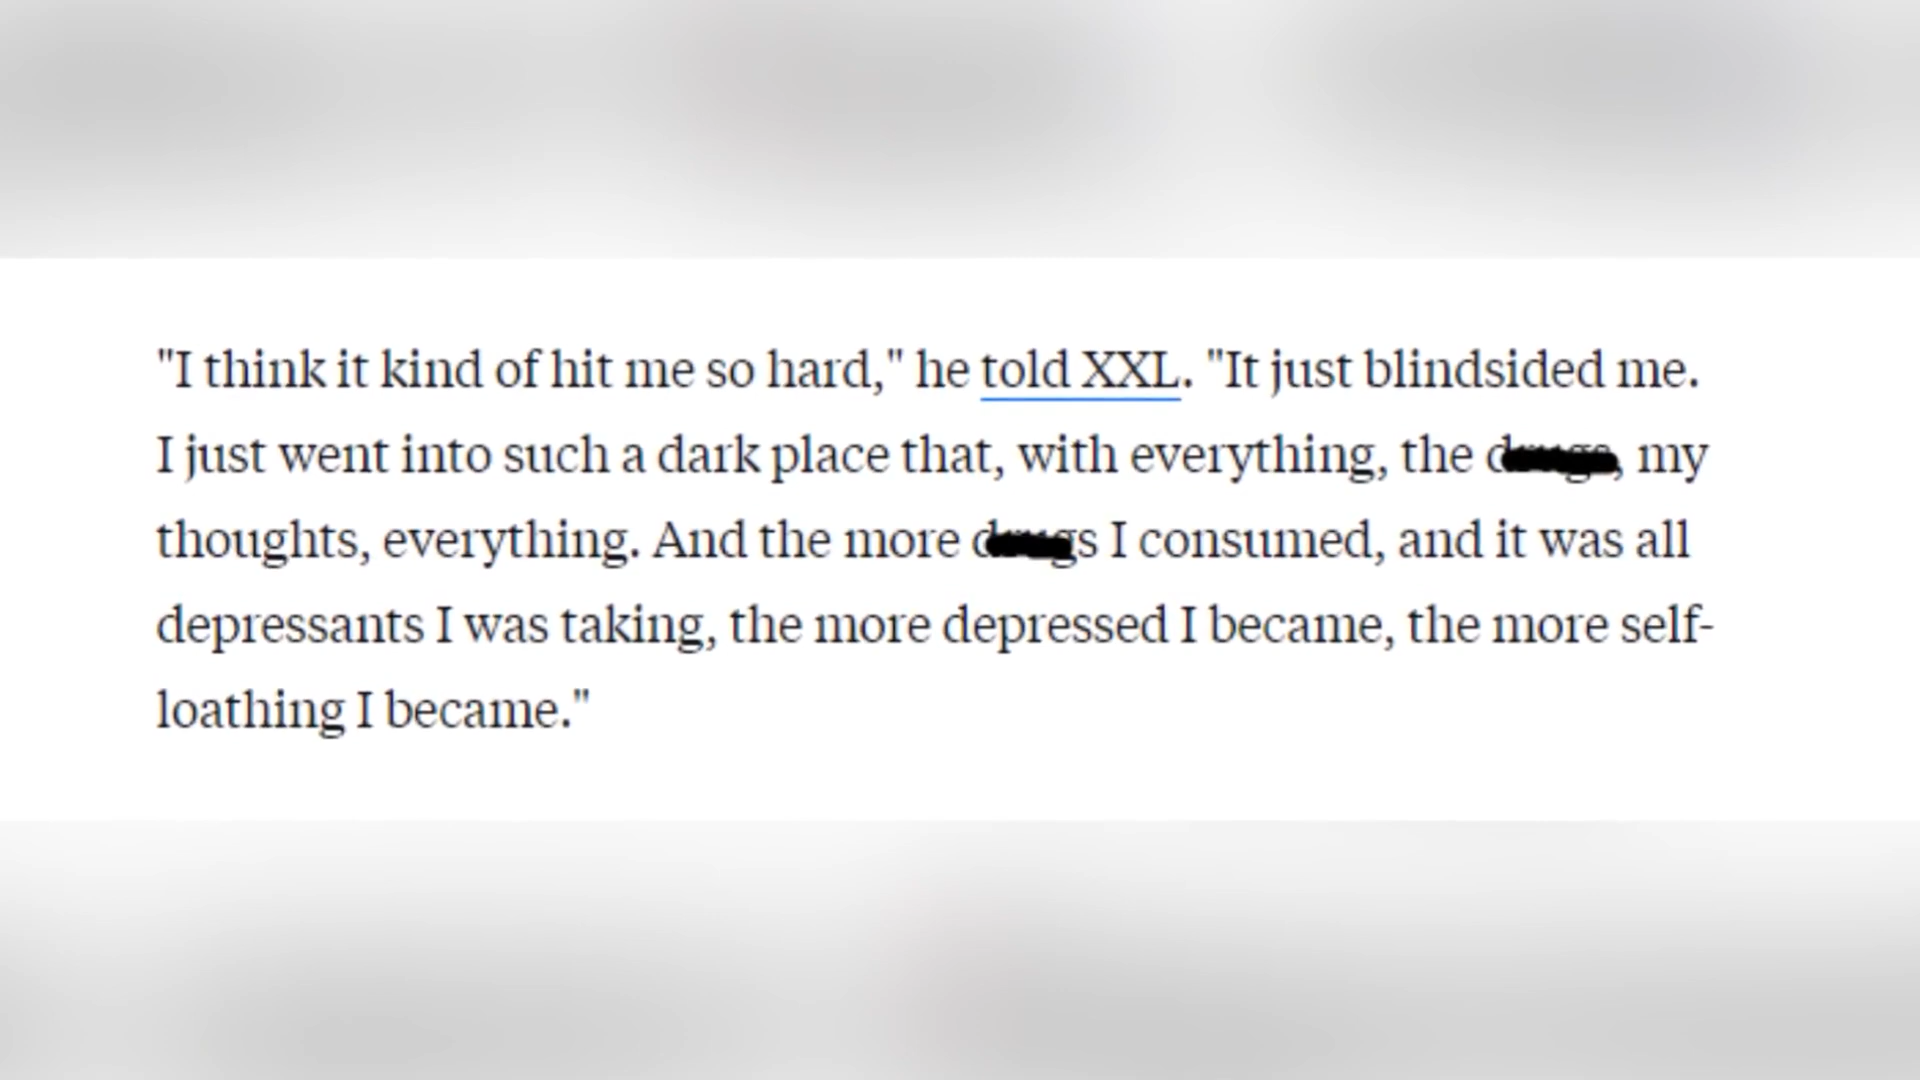 "I think it kind of hit me so hard," he told XXL. "It just blindsided me.
I just went into such a dark place that, with everything, the drugs, my
thoughts, everything. And the more drugs I consumed, and it was all
depressants I was taking, the more depressed I became, the more self-
loathing I became."